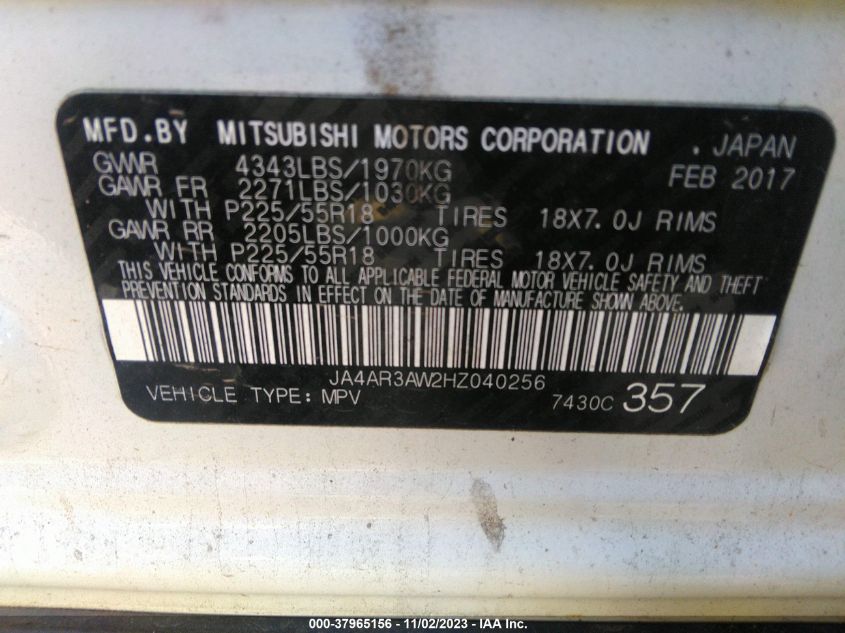 MFD.BY MITSUBISHI MOTORS CORPORATION . JAPAN
GVWR 4343LBS/1970KG FEB 2017
GAWR FR 2271LBS/1030KG
WITH P225/55R18 TIRES 18X7.0J RIMS
GAWR RR 2205LBS/1000KG
WITH P225/55R18 TIRES 18X7.0J RIMS
THIS VEHICLE CONFORMS TO ALL APPLICABLE FEDERAL MOTOR VEHICLE SAFETY AND THEFT
PREVENTION STANDARDS IN EFFECT ON THE DATE OF MANUFACTURE SHOWN ABOVE.
JA4AR3AW2HZ040256
VEHICLE TYPE: MPV 7430C 357
000-37965156 - 11/02/2023 - IAA Inc.